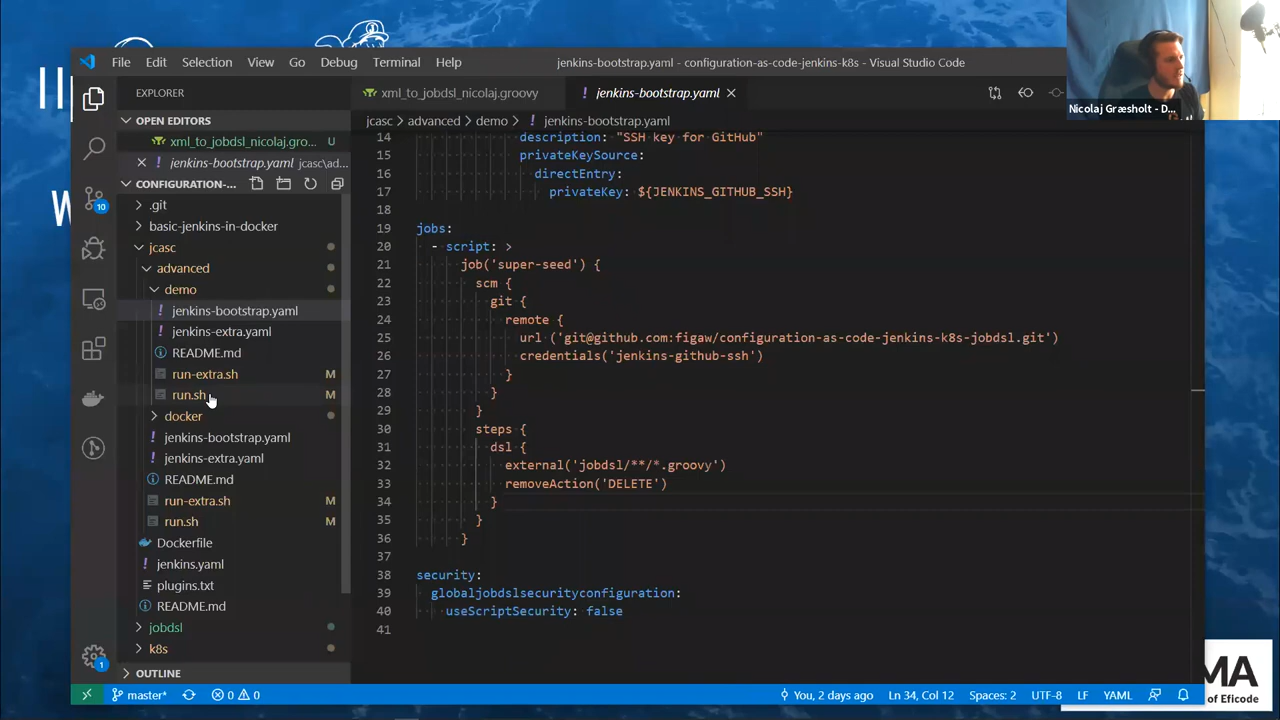 File Edit Selection View Go Debug Terminal Help
jenkins-bootstrap.yaml - configuration-as-code-jenkins-k8s - Visual Studio Code
Nicolaj Græsholt - D...
EXPLORER
OPEN EDITORS
xml_to_jobdsl_nicolaj.gro... U
jenkins-bootstrap.yaml jcasc\ad...
CONFIGURATION-...
.git
basic-jenkins-in-docker
jcasc
advanced
demo
jenkins-bootstrap.yaml
jenkins-extra.yaml
README.md
run-extra.sh M
run.sh M
docker
jenkins-bootstrap.yaml
jenkins-extra.yaml
README.md
run-extra.sh M
run.sh M
Dockerfile
jenkins.yaml
plugins.txt
README.md
jobdsl
k8s
OUTLINE
10
1
xml_to_jobdsl_nicolaj.groovy
jenkins-bootstrap.yaml
jcasc > advanced > demo > jenkins-bootstrap.yaml
14 description: "SSH key for GitHub"
15 privateKeySource:
16 directEntry:
17 privateKey: ${JENKINS_GITHUB_SSH}
18
19 jobs:
20 - script: >
21 job('super-seed') {
22 scm {
23 git {
24 remote {
25 url ('git@github.com:figaw/configuration-as-code-jenkins-k8s-jobdsl.git')
26 credentials('jenkins-github-ssh')
27 }
28 }
29 }
30 steps {
31 dsl {
32 external('jobdsl/**/*.groovy')
33 removeAction('DELETE')
34 }
35 }
36 }
37
38 security:
39 globaljobdslsecurityconfiguration:
40 useScriptSecurity: false
41
master* 0 0 You, 2 days ago Ln 34, Col 12 Spaces: 2 UTF-8 LF YAML
MA
of Eficode